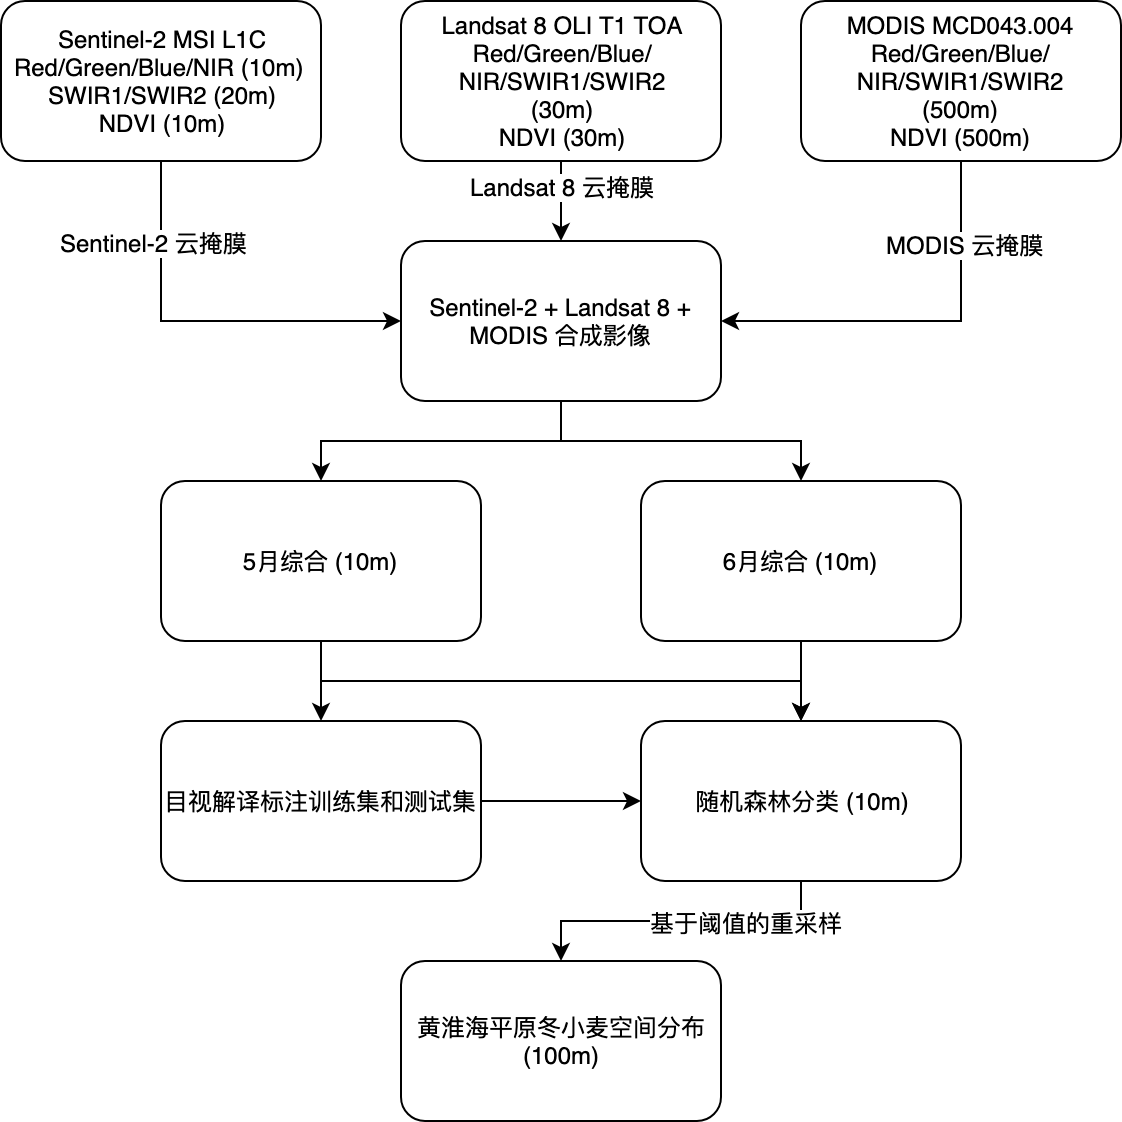 Sentinel-2 MSI L1C
Red/Green/Blue/NIR (10m)
SWIR1/SWIR2 (20m)
NDVI (10m)
Landsat 8 OLI T1 TOA
Red/Green/Blue/
NIR/SWIR1/SWIR2
(30m)
NDVI (30m)
MODIS MCD043.004
Red/Green/Blue/
NIR/SWIR1/SWIR2
(500m)
NDVI (500m)
Landsat 8 云掩膜
Sentinel-2 云掩膜
MODIS 云掩膜
Sentinel-2 + Landsat 8 +
MODIS 合成影像
5月综合 (10m)
6月综合 (10m)
目视解译标注训练集和测试集
随机森林分类 (10m)
基于阈值的重采样
黄淮海平原冬小麦空间分布
(100m)